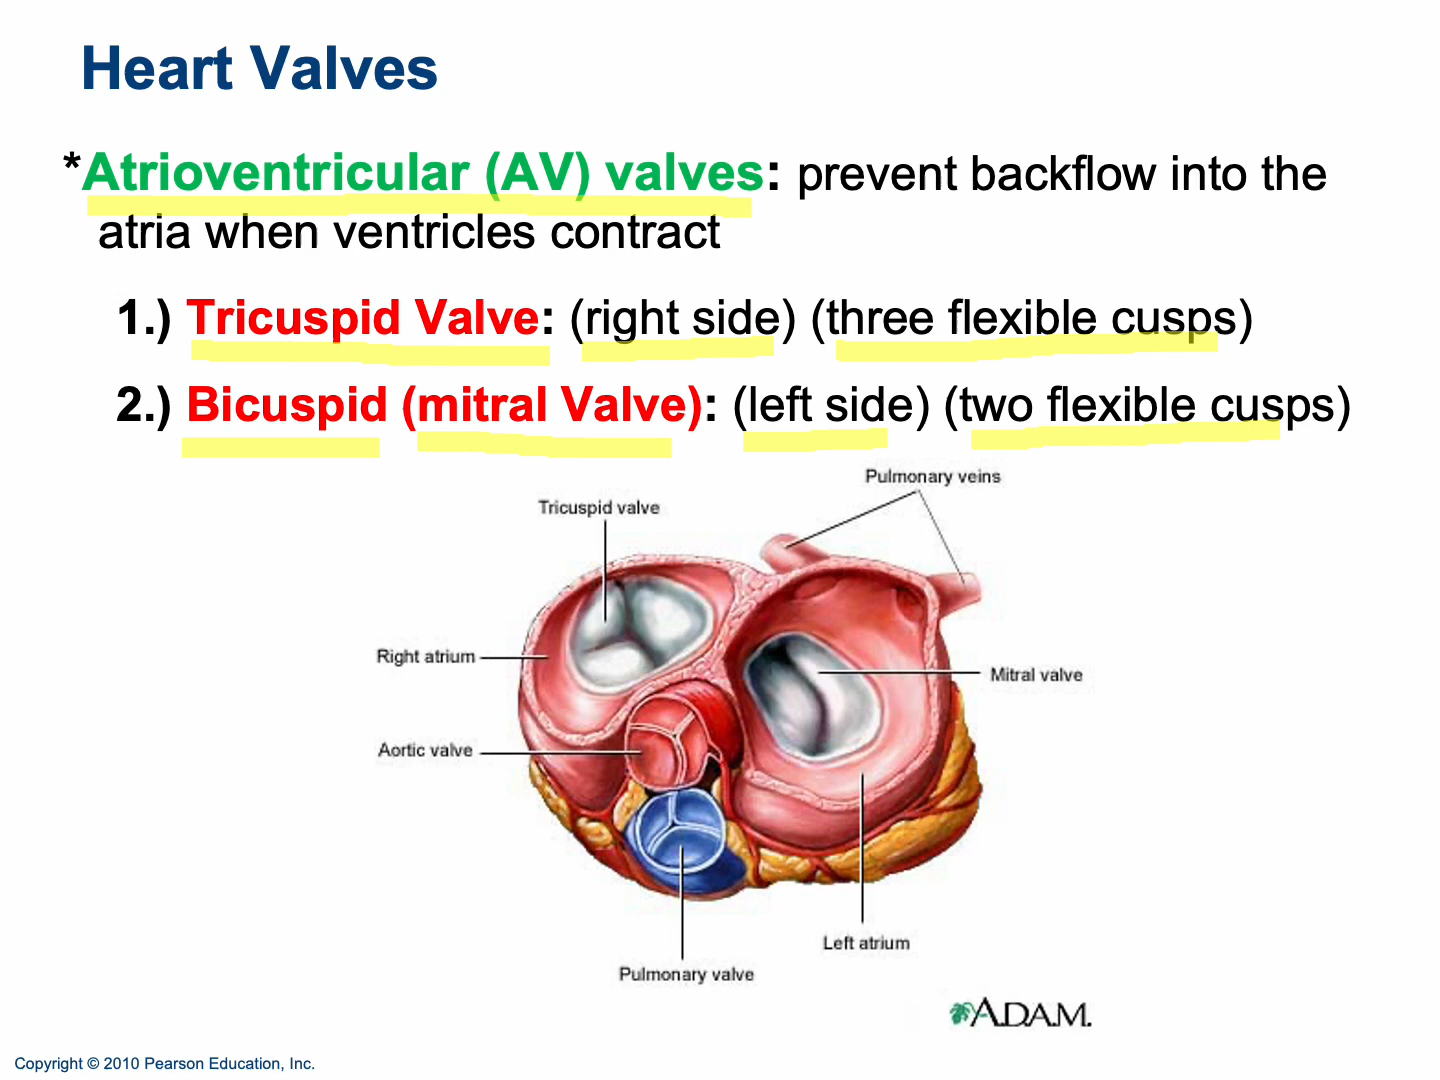 Heart Valves
*Atrioventricular (AV) valves: prevent backflow into the
atria when ventricles contract
1.) Tricuspid Valve: (right side) (three flexible cusps)
2.) Bicuspid (mitral Valve): (left side) (two flexible cusps)
Pulmonary veins
Tricuspid valve
Right atrium
Mitral valve
Aortic valve
Left atrium
Pulmonary valve
A.D.A.M.
Copyright © 2010 Pearson Education, Inc.